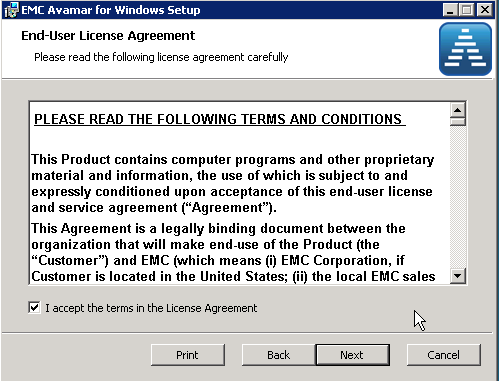 EMC Avamar for Windows Setup
End-User License Agreement
Please read the following license agreement carefully
PLEASE READ THE FOLLOWING TERMS AND CONDITIONS
This Product contains computer programs and other proprietary
material and information, the use of which is subject to and
expressly conditioned upon acceptance of this end-user license
and service agreement (“Agreement”).
This Agreement is a legally binding document between the
organization that will make end-use of the Product (the
“Customer”) and EMC (which means (i) EMC Corporation, if
Customer is located in the United States; (ii) the local EMC sales
I accept the terms in the License Agreement
Print Back Next Cancel